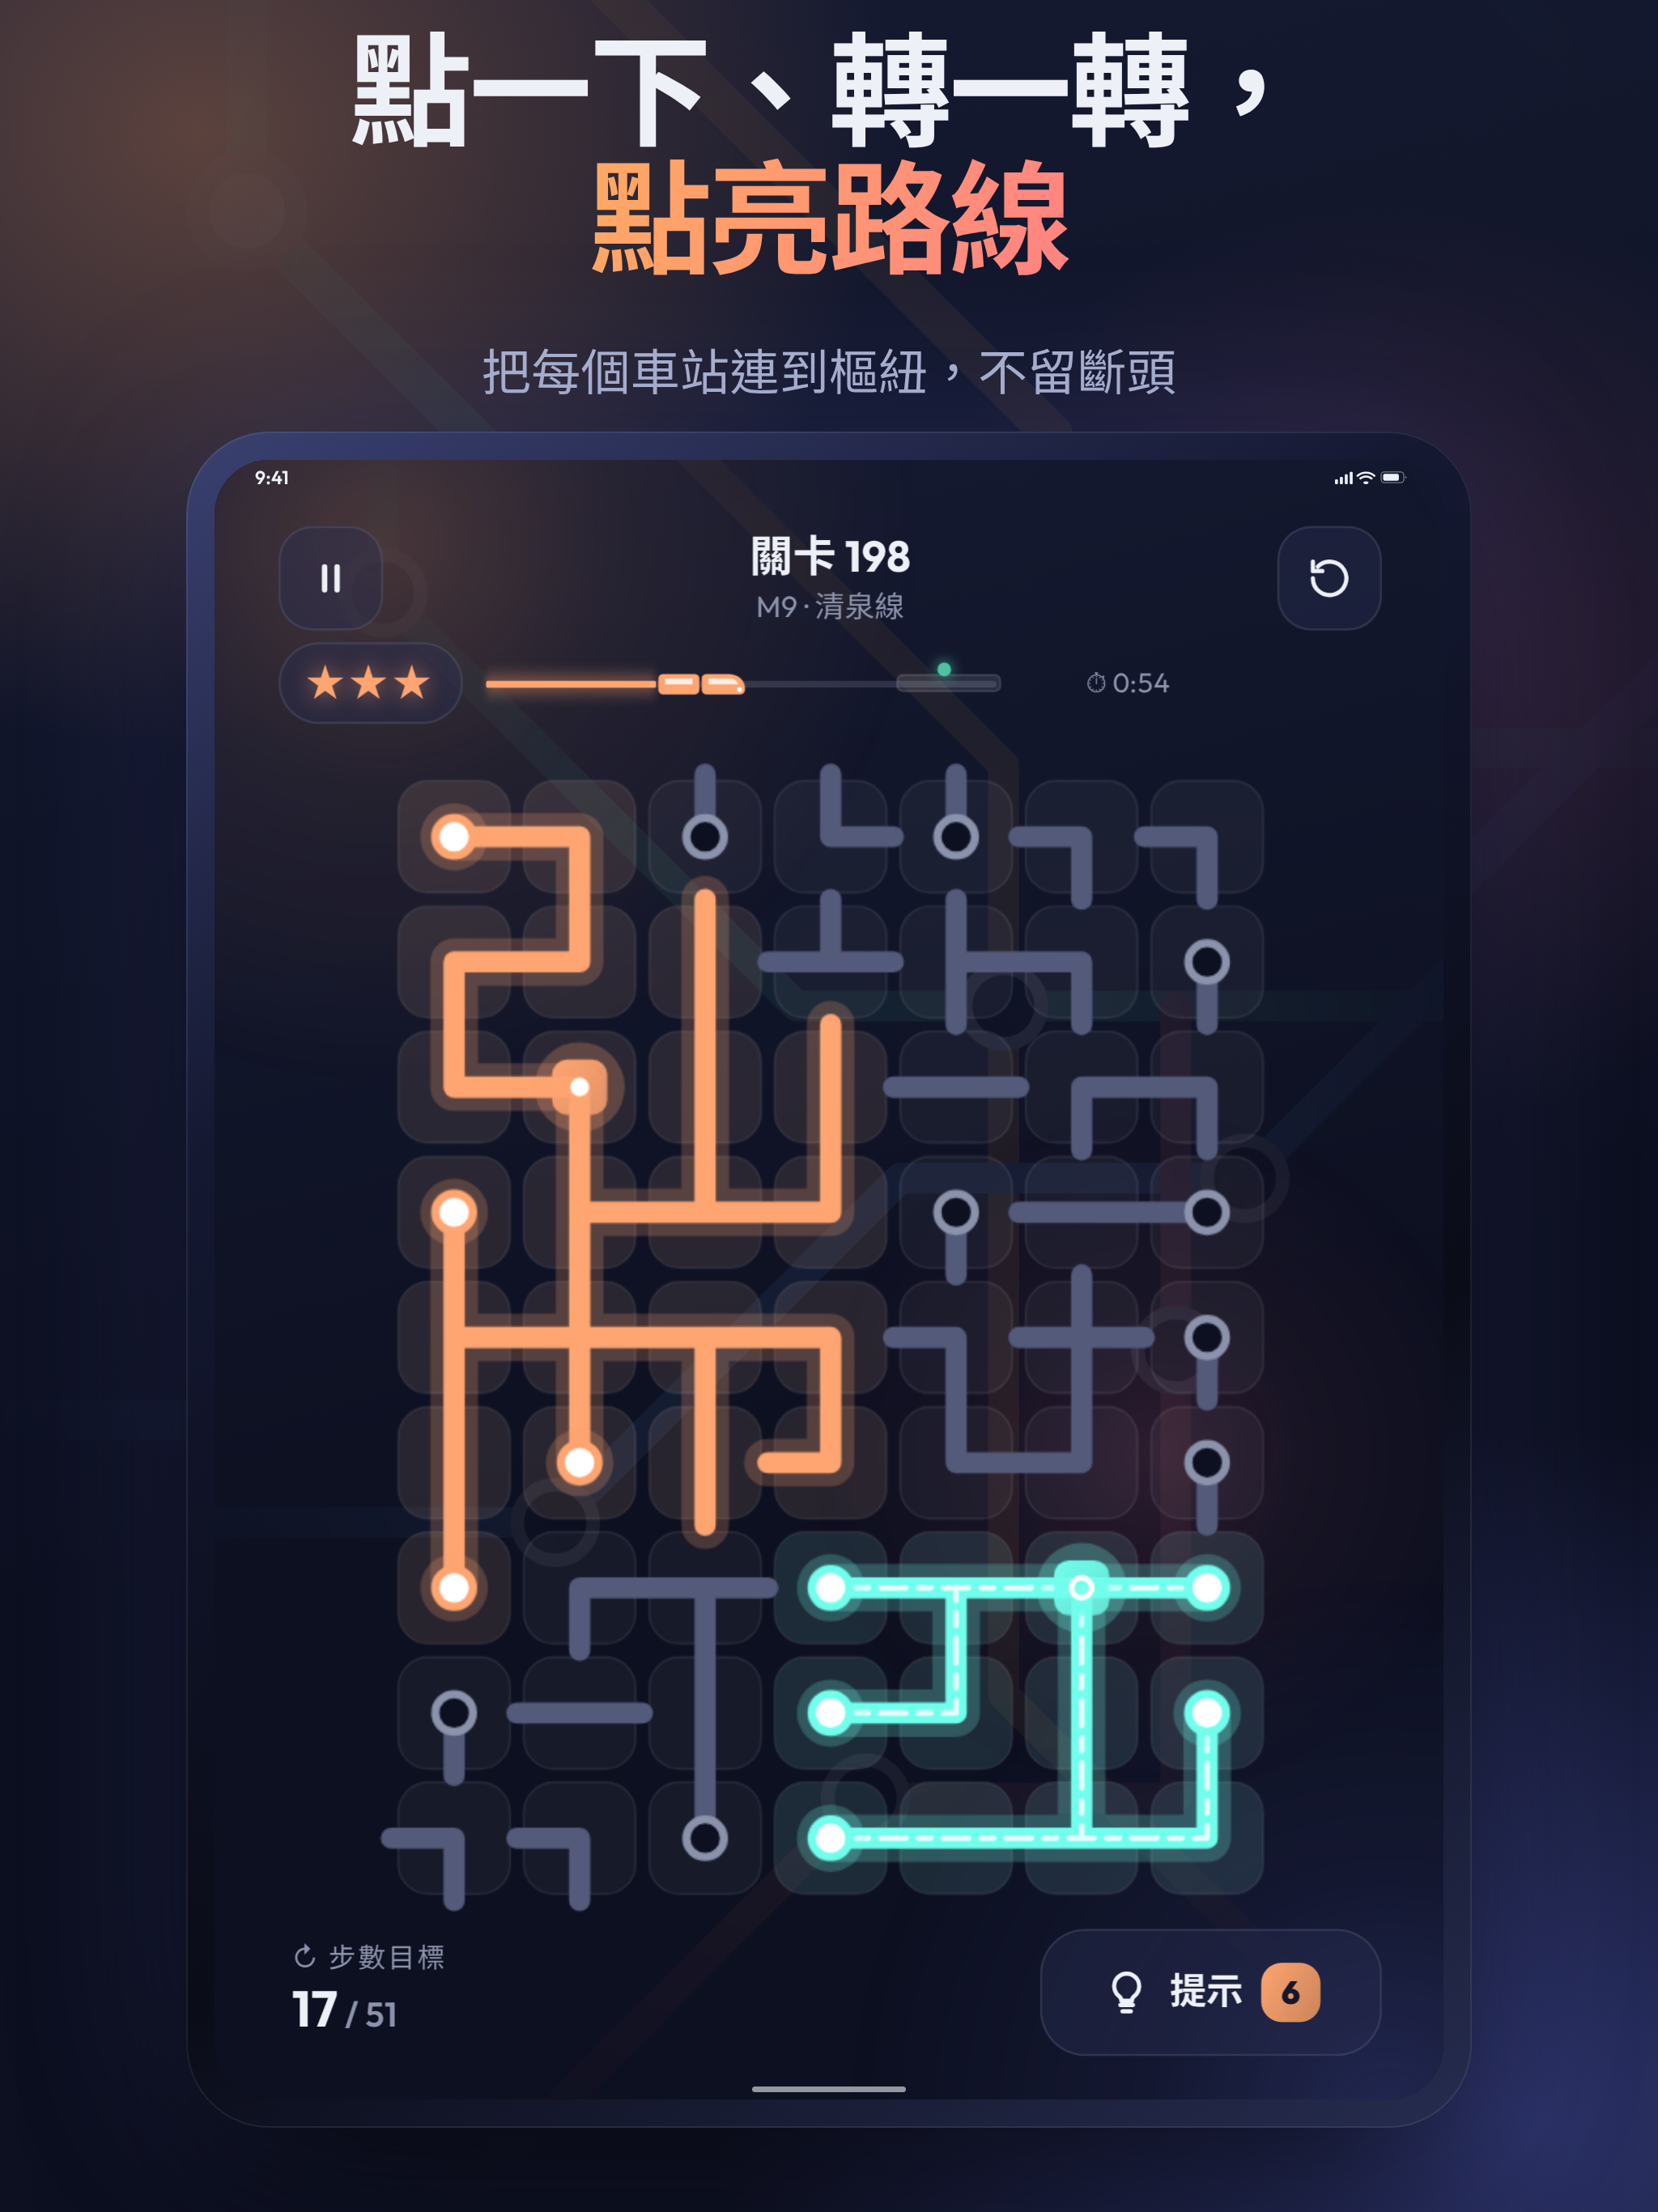 點一下、轉一轉，
點亮路線
把每個車站連到樞紐，不留斷頭
9:41
關卡 198
M9·清泉線
★★★
0:54
步數目標
17 / 51
提示 6